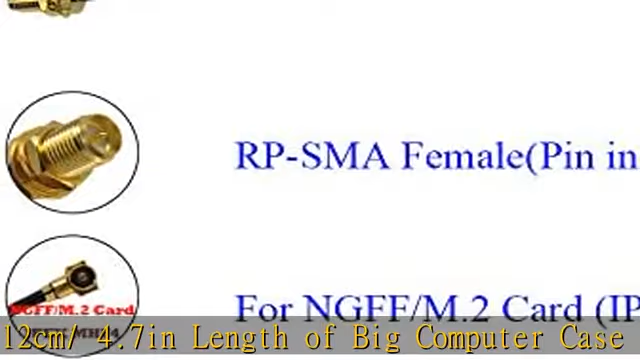 RP-SMA Female(Pin in
NGFF/M.2 Card
For NGFF/M.2 Card (IP
12cm/ 4.7in Length of Big Computer Case